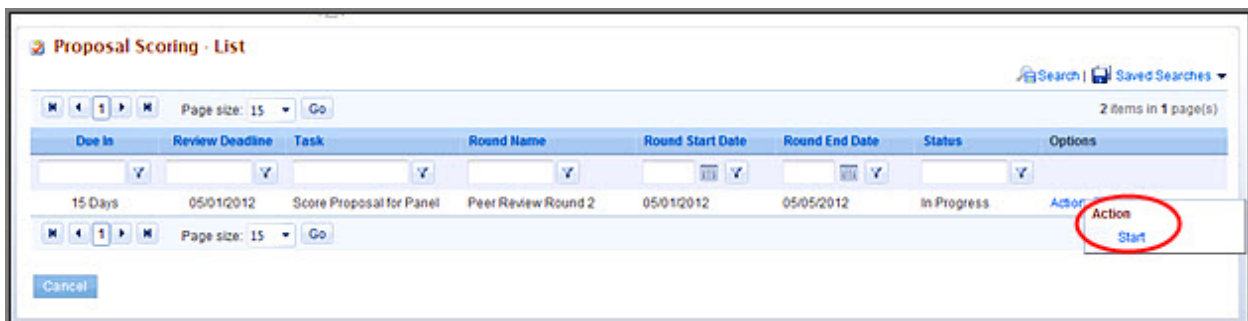 Proposal Scoring - List
Search | Saved Searches
1 Page size: 15 Go 2 items in 1 page(s)
Due In Review Deadline Task Round Name Round Start Date Round End Date Status Options
15 Days 05/01/2012 Score Proposal for Panel Peer Review Round 2 05/01/2012 05/05/2012 In Progress Action
Action
1 Page size: 15 Go
Start
Cancel